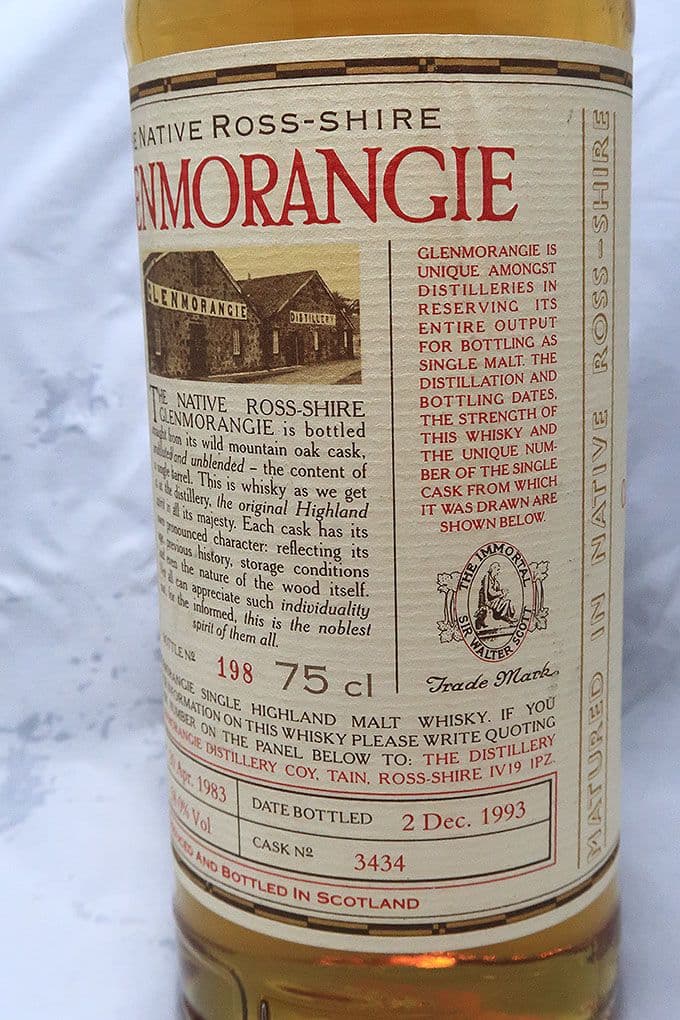 NATIVE ROSS-SHIRE
ENMORANGIE
GLENMORANGIE
DISTILLERY
THE NATIVE ROSS-SHIRE
GLENMORANGIE is bottled
from its wild mountain oak cask,
and unblended – the content of
single barrel. This is whisky as we get
at the distillery, the original Highland
in all its majesty. Each cask has its
pronounced character: reflecting its
previous history, storage conditions
the nature of the wood itself.
all can appreciate such individuality
for the informed, this is the noblest
spirit of them all.
BOTTLE Nº 198 75 cl
GLENMORANGIE IS
UNIQUE AMONGST
DISTILLERIES IN
RESERVING ITS
ENTIRE OUTPUT
FOR BOTTLING AS
SINGLE MALT. THE
DISTILLATION AND
BOTTLING DATES,
THE STRENGTH OF
THIS WHISKY AND
THE UNIQUE NUM-
BER OF THE SINGLE
CASK FROM WHICH
IT WAS DRAWN ARE
SHOWN BELOW.
THE IMMORTAL
SIR WALTER SCOTT
Trade Mark
SINGLE HIGHLAND MALT WHISKY. IF YOU
INFORMATION ON THIS WHISKY PLEASE WRITE QUOTING
NUMBER ON THE PANEL BELOW TO: THE DISTILLERY
DISTILLERY COY, TAIN, ROSS-SHIRE IV19 1PZ.
Apr. 1983 DATE BOTTLED 2 Dec. 1993
Vol CASK Nº 3434
AND BOTTLED IN SCOTLAND
MATURED IN NATIVE ROSS-SHIRE